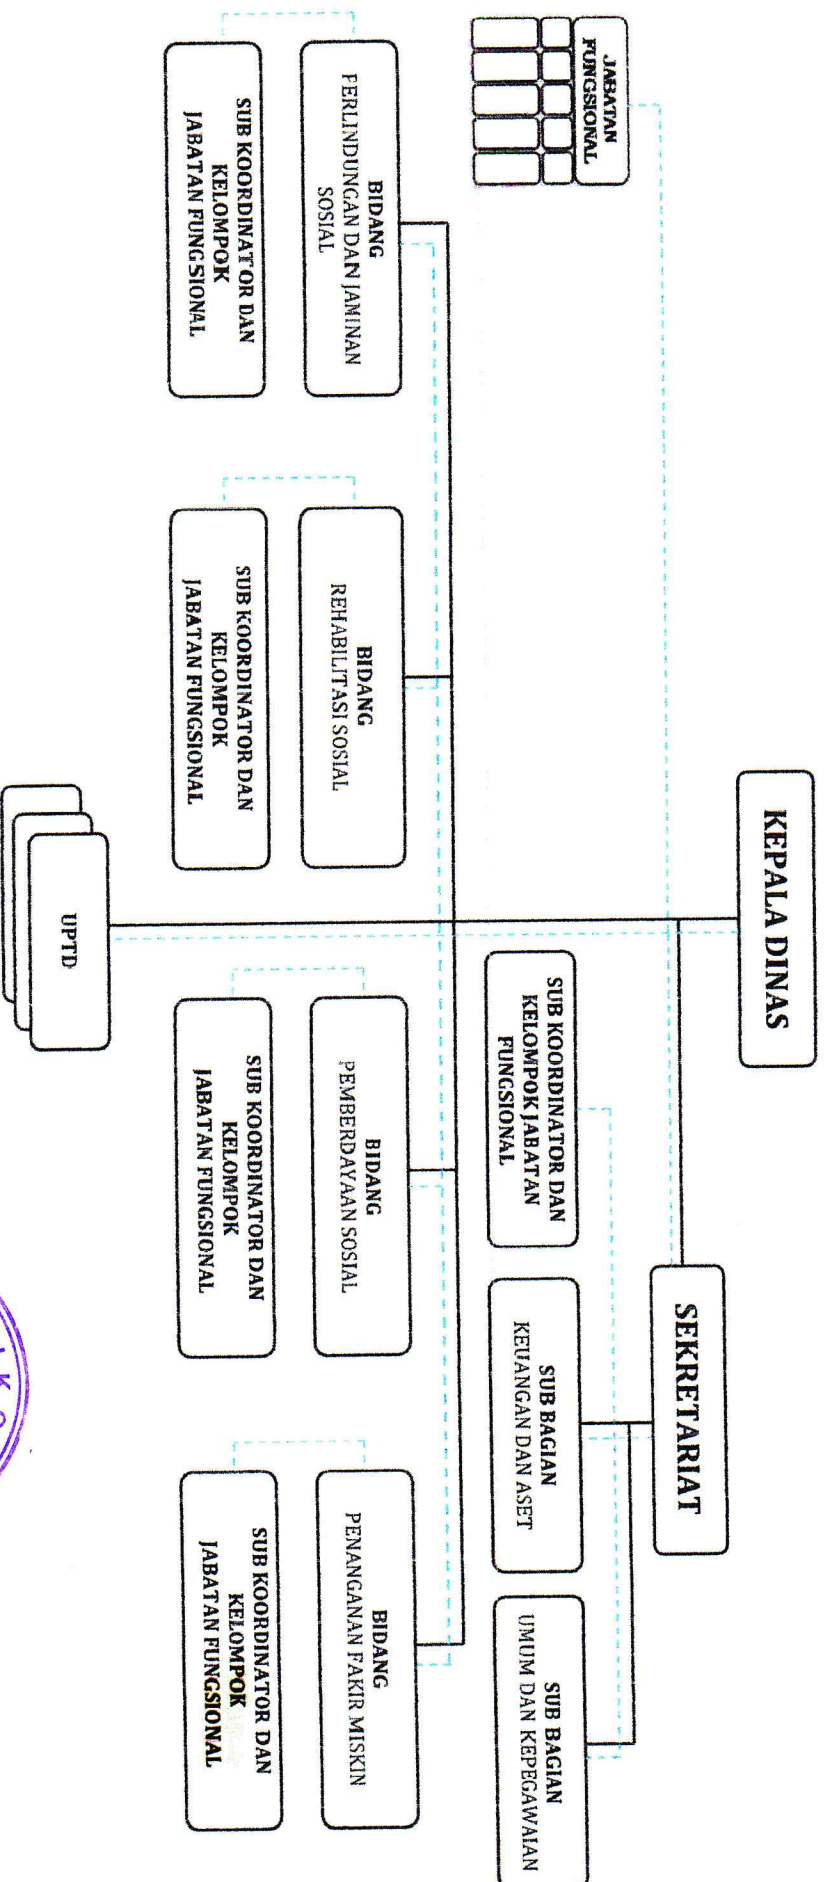 KEPALA DINAS
SEKRETARIAT
JABATAN
FUNGSIONAL
SUB KOORDINATOR DAN
KELOMPOK JABATAN
FUNGSIONAL
SUB BAGIAN
KEUANGAN DAN ASET
SUB BAGIAN
UMUM DAN KEPEGAWAIAN
BIDANG
PERLINDUNGAN DAN JAMINAN
SOSIAL
BIDANG
REHABILITASI SOSIAL
BIDANG
PEMBERDAYAAN SOSIAL
BIDANG
PENANGANAN FAKIR MISKIN
SUB KOORDINATOR DAN
KELOMPOK
JABATAN FUNGSIONAL
SUB KOORDINATOR DAN
KELOMPOK
JABATAN FUNGSIONAL
SUB KOORDINATOR DAN
KELOMPOK
JABATAN FUNGSIONAL
SUB KOORDINATOR DAN
KELOMPOK
JABATAN FUNGSIONAL
UPTD